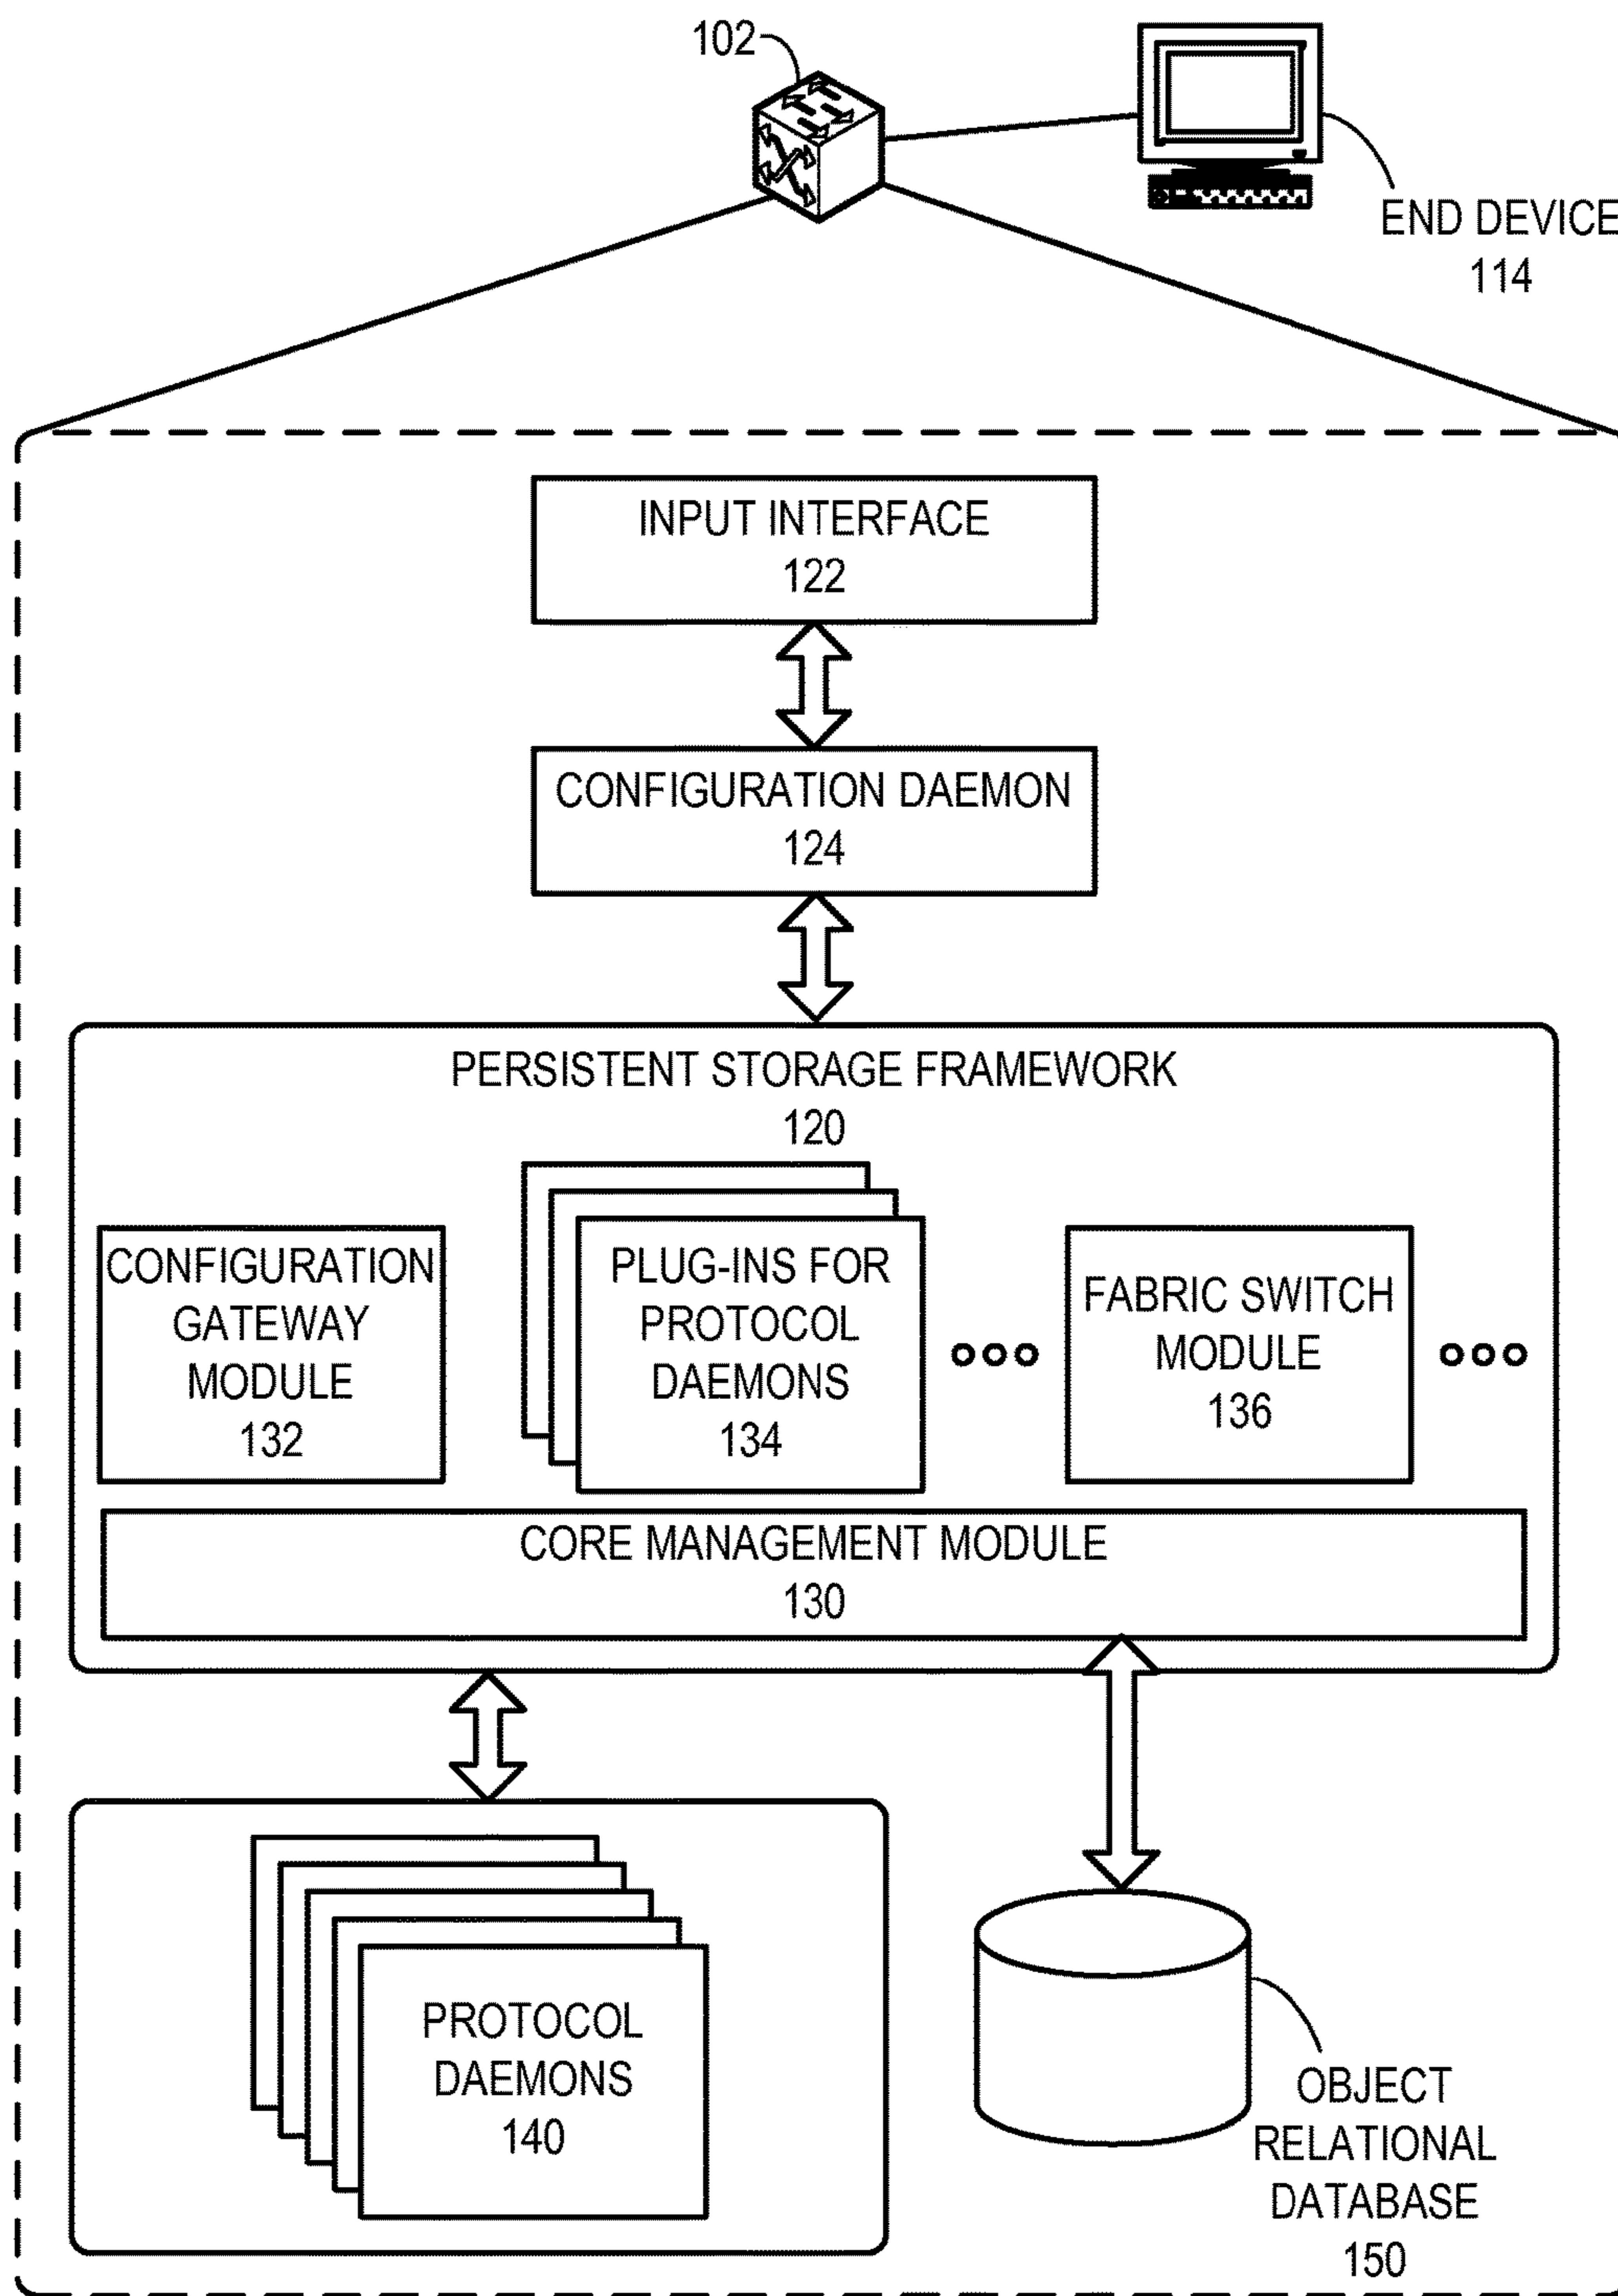 102
END DEVICE
114
INPUT INTERFACE
122
CONFIGURATION DAEMON
124
PERSISTENT STORAGE FRAMEWORK
120
CONFIGURATION
GATEWAY
MODULE
132
PLUG-INS FOR
PROTOCOL
DAEMONS
134
FABRIC SWITCH
MODULE
136
CORE MANAGEMENT MODULE
130
PROTOCOL
DAEMONS
140
OBJECT
RELATIONAL
DATABASE
150